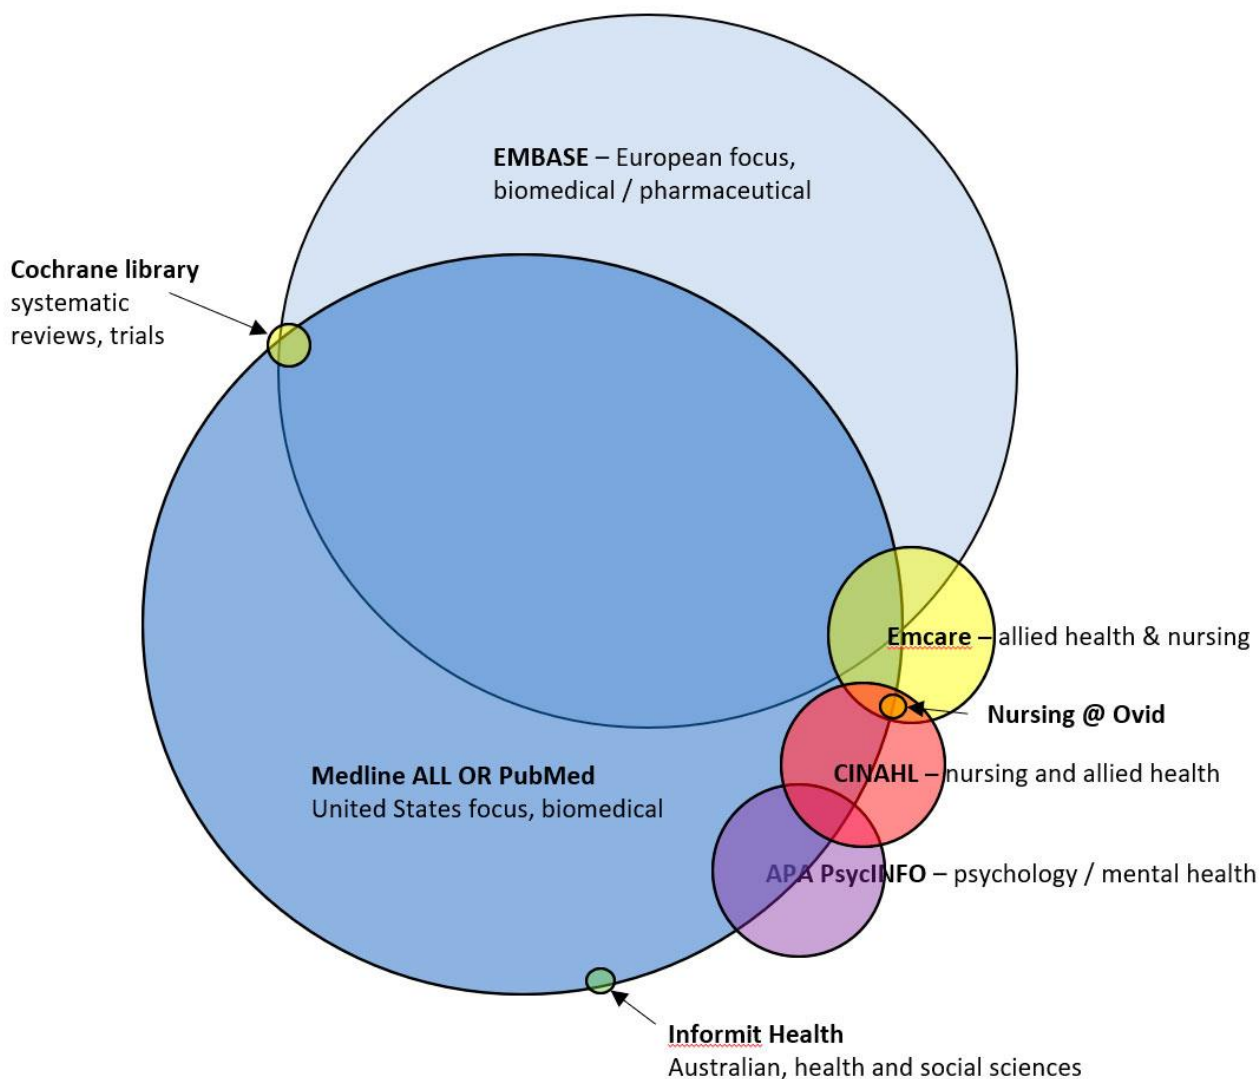 EMBASE – European focus,
biomedical / pharmaceutical
Cochrane library
systematic
reviews, trials
Emcare – allied health & nursing
Nursing @ Ovid
Medline ALL OR PubMed
United States focus, biomedical
CINAHL – nursing and allied health
APA PsycINFO – psychology / mental health
Informit Health
Australian, health and social sciences